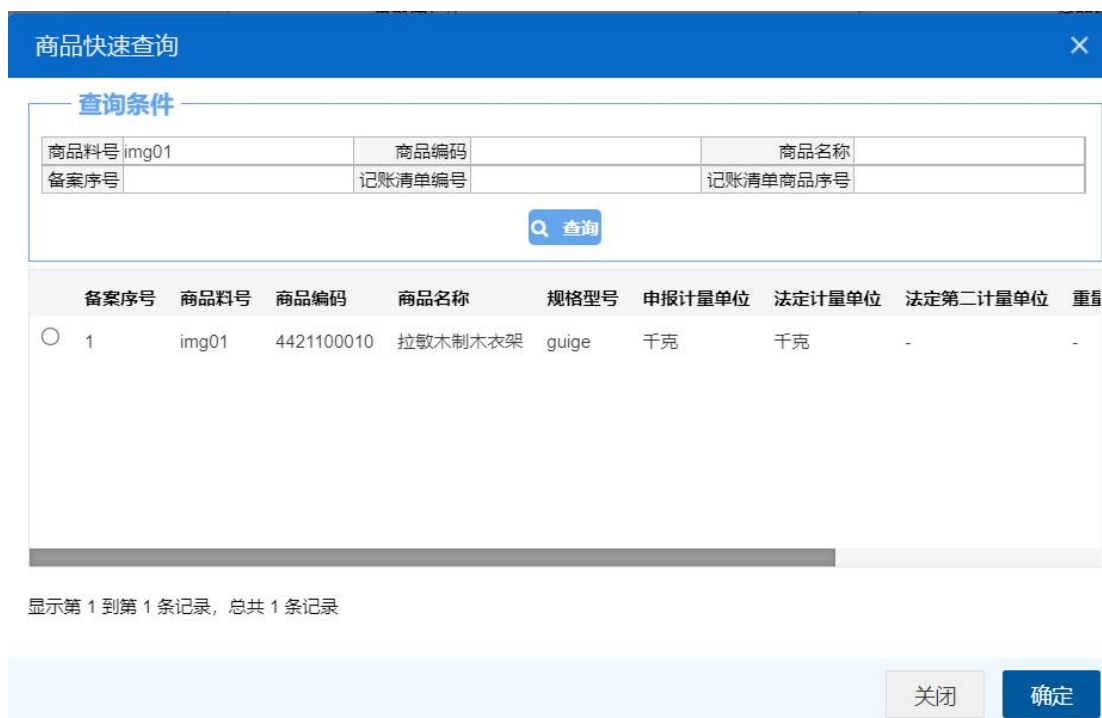 商品快速查询
查询条件
商品料号 img01 商品编码 商品名称
备案序号 记账清单编号 记账清单商品序号
查询
备案序号 商品料号 商品编码 商品名称 规格型号 申报计量单位 法定计量单位 法定第二计量单位 重量
1 img01 4421100010 拉敏木制木衣架 guige 千克 千克 - -
显示第 1 到第 1 条记录，总共 1 条记录
关闭 确定